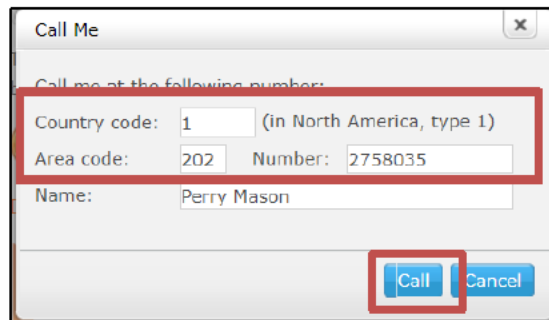 Call Me x
Call me at the following number:
Country code: 1 (in North America, type 1)
Area code: 202 Number: 2758035
Name: Perry Mason
Call Cancel